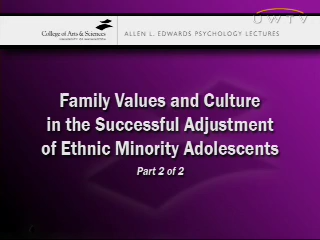 UWTV
College of Arts & Sciences
UNIVERSITY OF WASHINGTON
ALLEN L. EDWARDS PSYCHOLOGY LECTURES
Family Values and Culture
in the Successful Adjustment
of Ethnic Minority Adolescents
Part 2 of 2